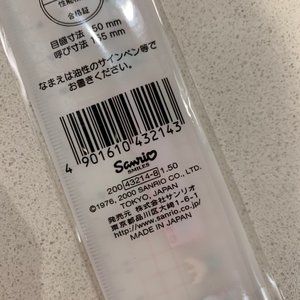 合格証
目盛寸法 150 mm
呼び寸法 155 mm
なまえは油性のサインペン等で
お書きください。
4 901610 432143
Sanrio
SMILES
200 43214-8 1.50
©1976, 2000 SANRIO CO., LTD.
TOKYO, JAPAN
発売元 株式会社サンリオ
東京都品川区大崎1-6-1
http://www.sanrio.co.jp
MADE IN JAPAN